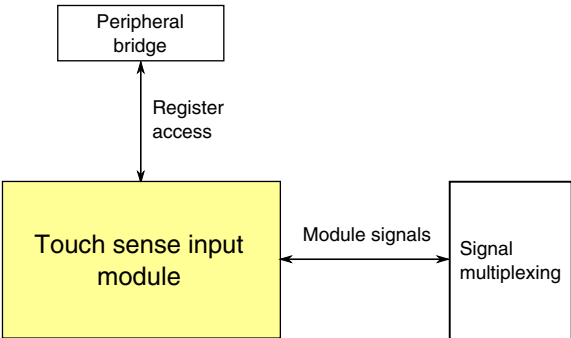 Peripheral
bridge
Register
access
Touch sense input
module
Module signals
Signal
multiplexing